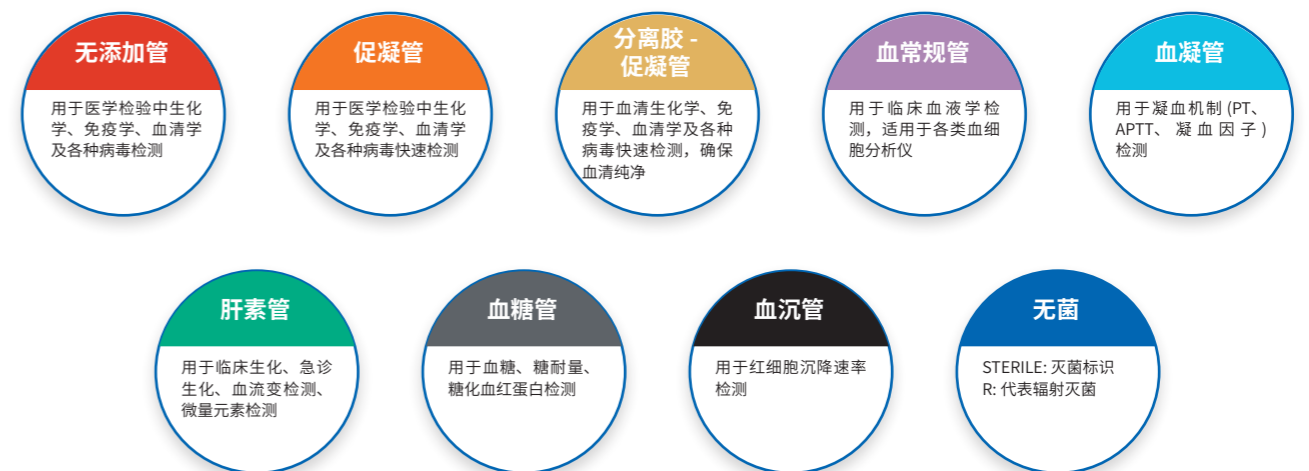 无添加管
用于医学检验中生化
学、免疫学、血清学
及各种病毒检测
促凝管
用于医学检验中生化
学、免疫学、血清学
及各种病毒快速检测
分离胶 -
促凝管
用于血清生化学、免
疫学、血清学及各种
病毒快速检测，确保
血清纯净
血常规管
用于临床血液学检
测，适用于各类血细
胞分析仪
血凝管
用于凝血机制 (PT、
APTT、凝血因子)
检测
肝素管
用于临床生化、急诊
生化、血流变检测、
微量元素检测
血糖管
用于血糖、糖耐量、
糖化血红蛋白检测
血沉管
用于红细胞沉降速率
检测
无菌
STERILE: 灭菌标识
R: 代表辐射灭菌